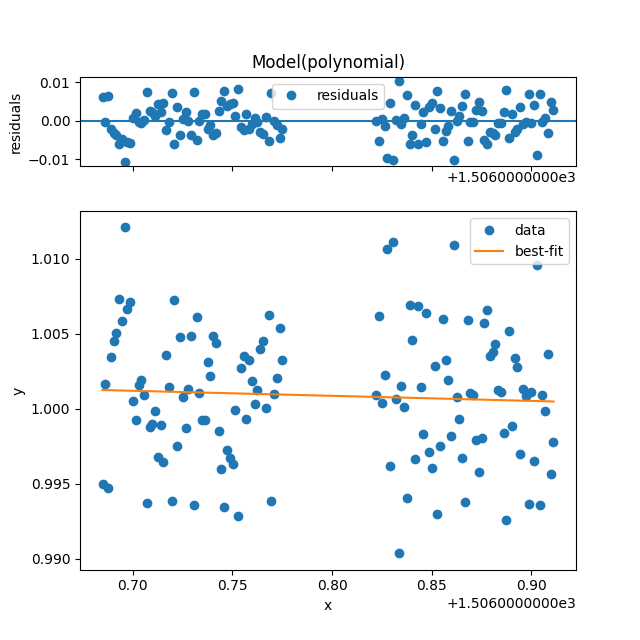 Model(polynomial)
residuals
0.01
0.00
−0.01
residuals
+1.5060000000e3
data
best-fit
1.010
1.005
1.000
0.995
0.990
y
0.70 0.75 0.80 0.85 0.90
x
+1.5060000000e3